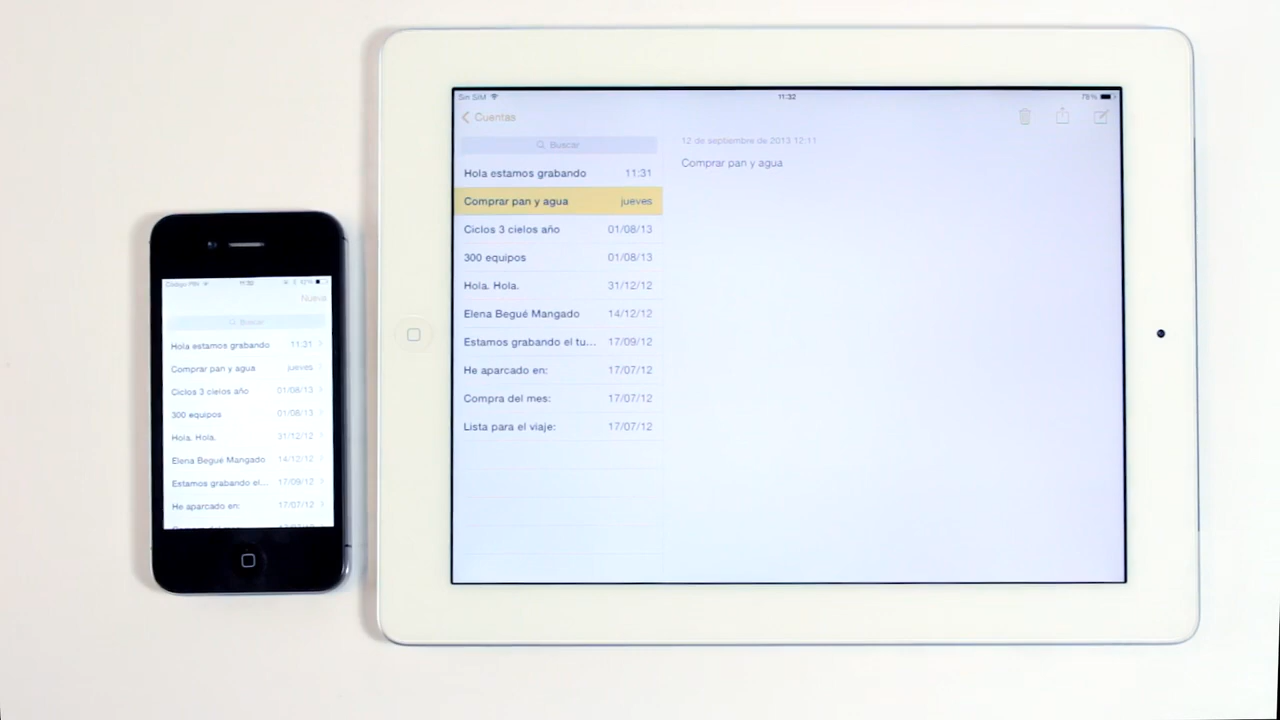 Código PIN 11:32
Nueva
Buscar
Hola estamos grabando 11:31
Comprar pan y agua jueves
Ciclos 3 cielos año 01/08/13
300 equipos 01/08/13
Hola. Hola. 31/12/12
Elena Begué Mangado 14/12/12
Estamos grabando el... 17/09/12
He aparcado en: 17/07/12
Sin SIM 11:32 79%
Cuentas
Buscar
Hola estamos grabando 11:31
Comprar pan y agua jueves
Ciclos 3 cielos año 01/08/13
300 equipos 01/08/13
Hola. Hola. 31/12/12
Elena Begué Mangado 14/12/12
Estamos grabando el tu... 17/09/12
He aparcado en: 17/07/12
Compra del mes: 17/07/12
Lista para el viaje: 17/07/12
12 de septiembre de 2013 12:11
Comprar pan y agua